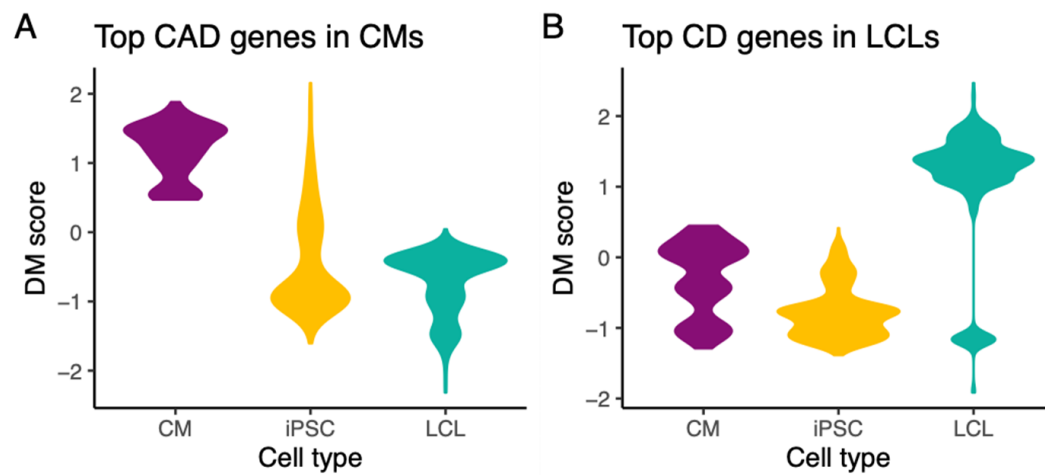 A
Top CAD genes in CMs
2
1
0
−1
−2
DM score
CM
iPSC
LCL
Cell type
B
Top CD genes in LCLs
2
1
0
−1
−2
DM score
CM
iPSC
LCL
Cell type